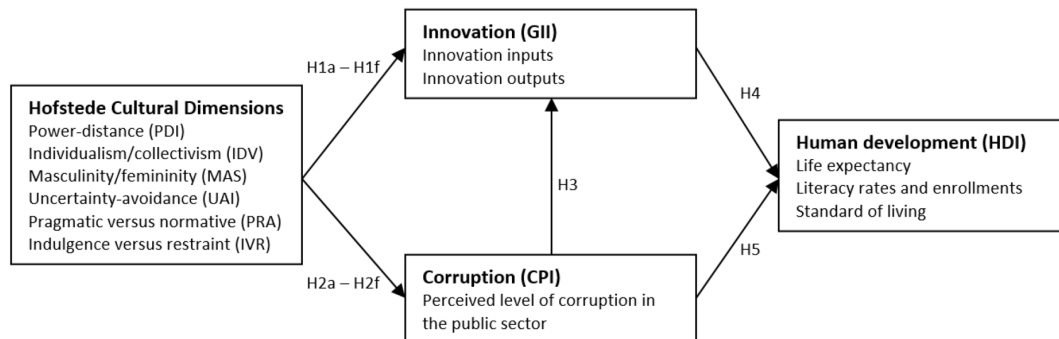 Hofstede Cultural Dimensions
Power-distance (PDI)
Individualism/collectivism (IDV)
Masculinity/femininity (MAS)
Uncertainty-avoidance (UAI)
Pragmatic versus normative (PRA)
Indulgence versus restraint (IVR)
H1a – H1f
H2a – H2f
Innovation (GII)
Innovation inputs
Innovation outputs
H3
Corruption (CPI)
Perceived level of corruption in
the public sector
H4
H5
Human development (HDI)
Life expectancy
Literacy rates and enrollments
Standard of living